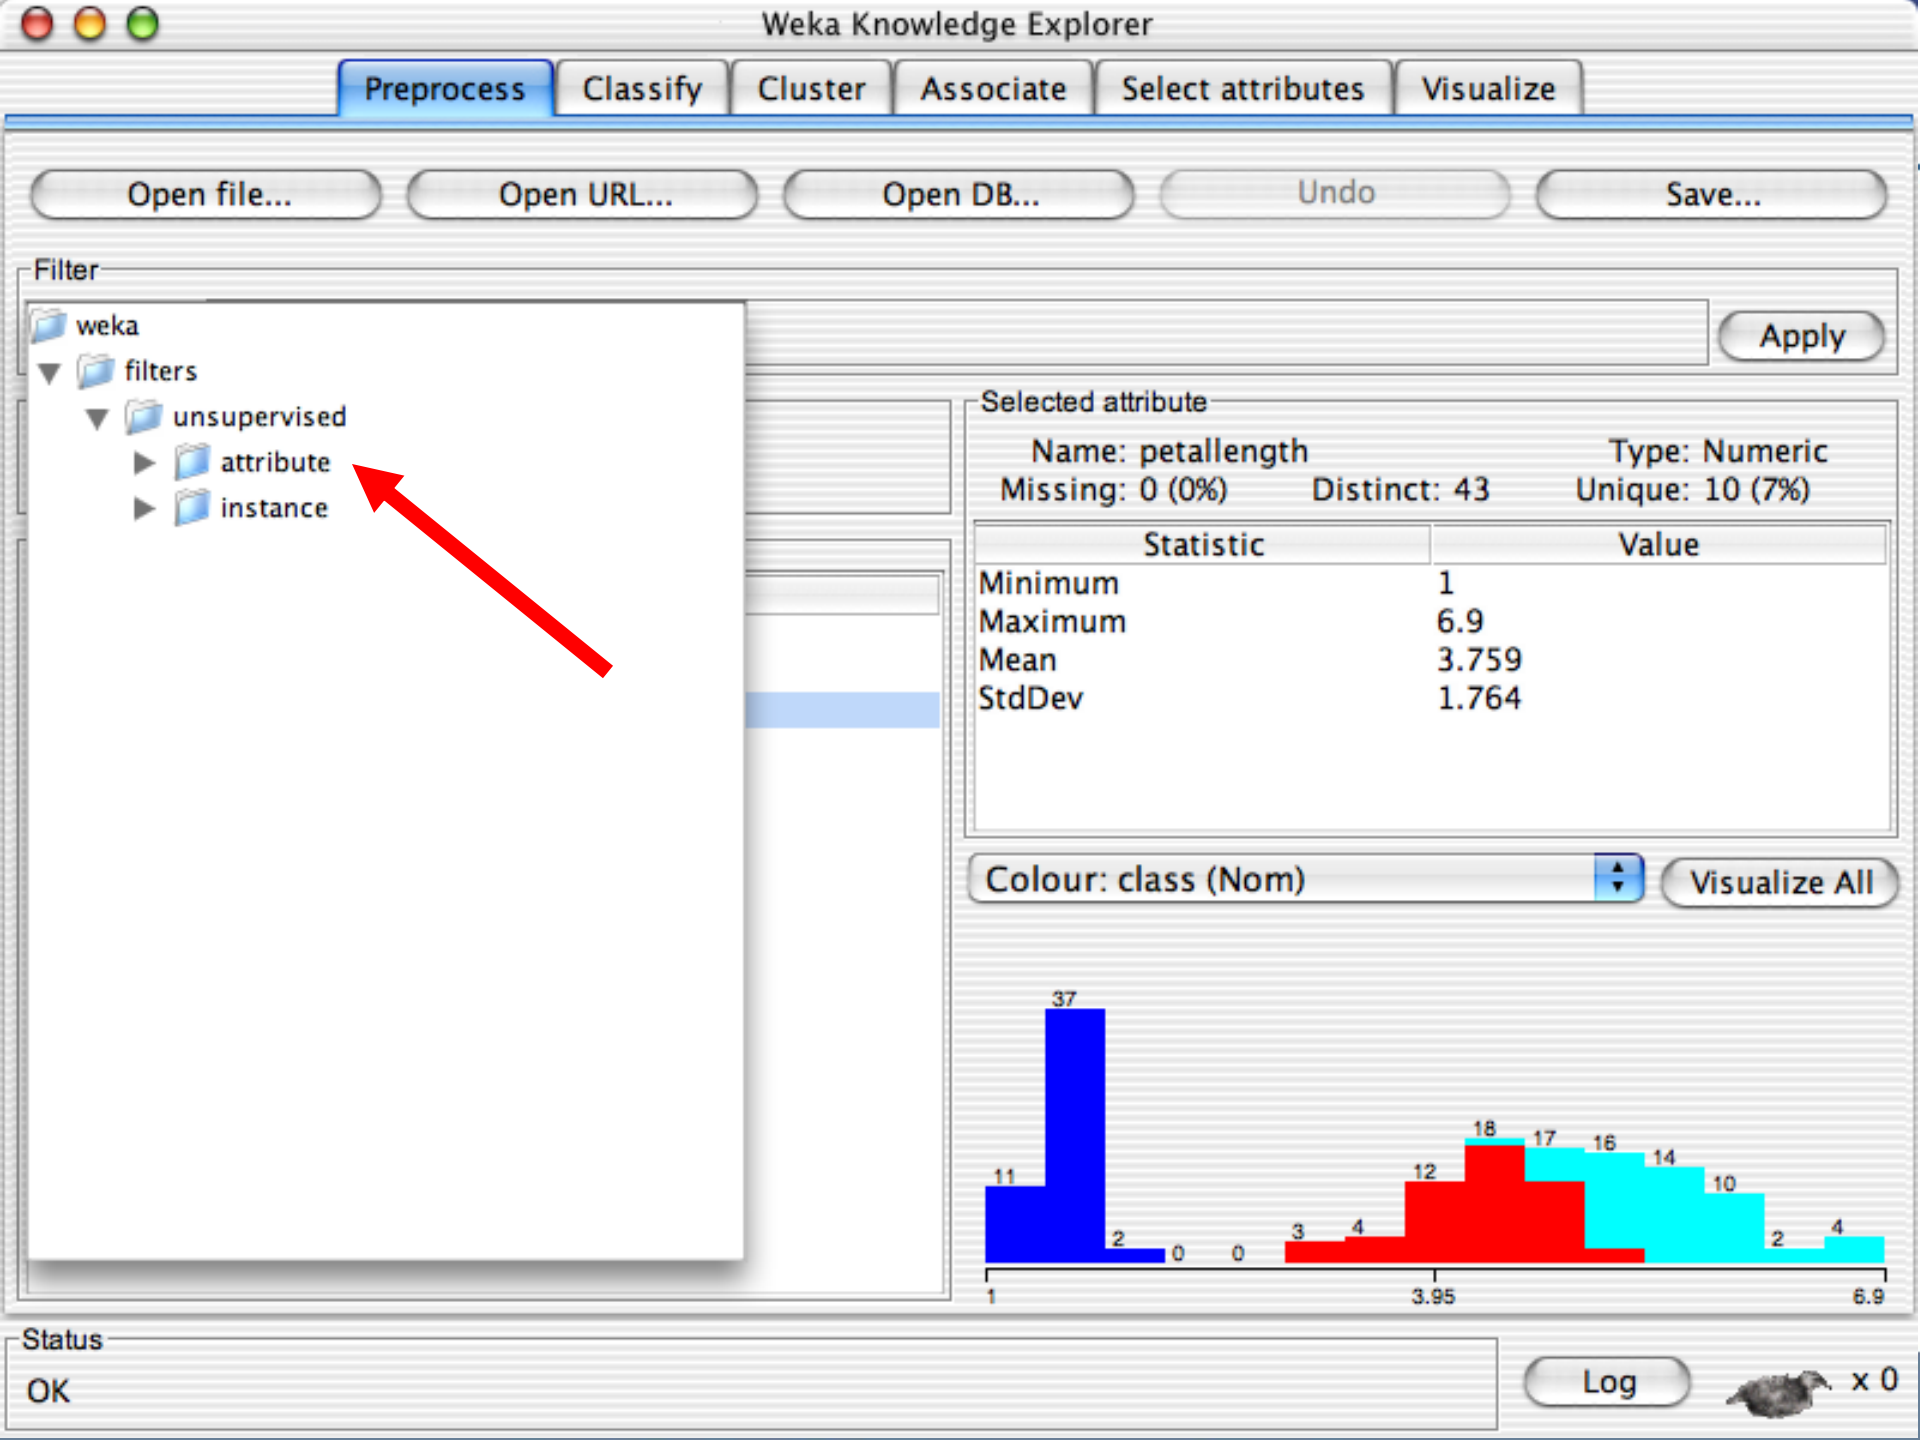 Weka Knowledge Explorer
Preprocess Classify Cluster Associate Select attributes Visualize
Open file... Open URL... Open DB... Undo Save...
Filter
weka
filters
unsupervised
attribute
instance
Apply
Selected attribute
Name: petallength Type: Numeric
Missing: 0 (0%) Distinct: 43 Unique: 10 (7%)
Statistic Value
Minimum 1
Maximum 6.9
Mean 3.759
StdDev 1.764
Colour: class (Nom) Visualize All
11 37 2 0 0 3 4 12 18 17 16 14 10 2 4
1 3.95 6.9
Status
OK
Log x 0